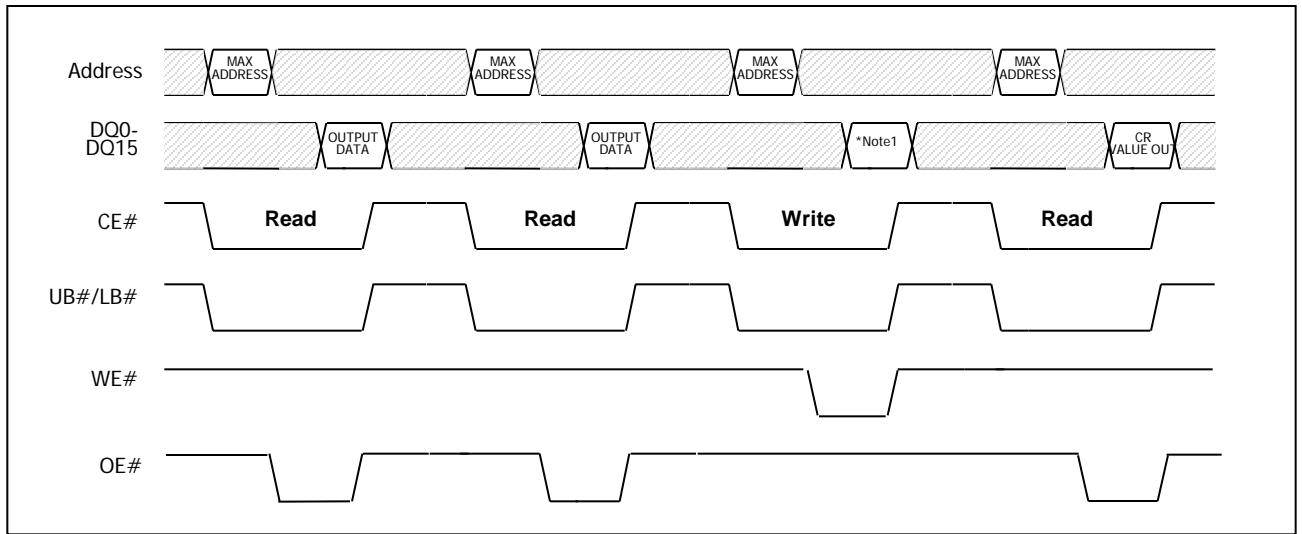 Address
MAX
ADDRESS
MAX
ADDRESS
MAX
ADDRESS
MAX
ADDRESS
DQ0-
DQ15
OUTPUT
DATA
OUTPUT
DATA
*Note1
CR
VALUE OUT
CE#
Read
Read
Write
Read
UB#/LB#
WE#
OE#